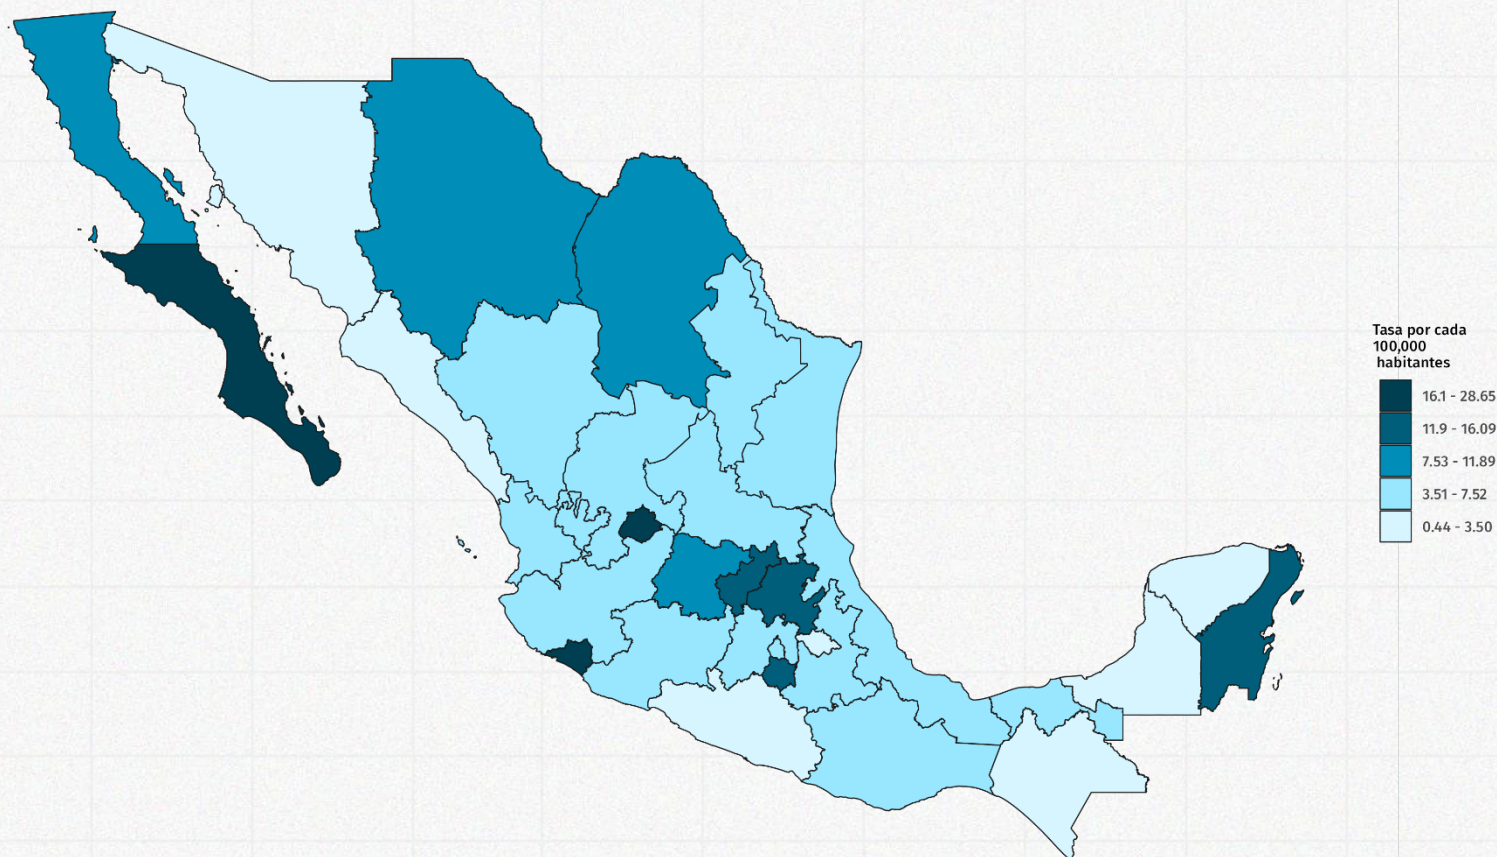 Tasa por cada
100,000
habitantes
16.1 - 28.65
11.9 - 16.09
7.53 - 11.89
3.51 - 7.52
0.44 - 3.50